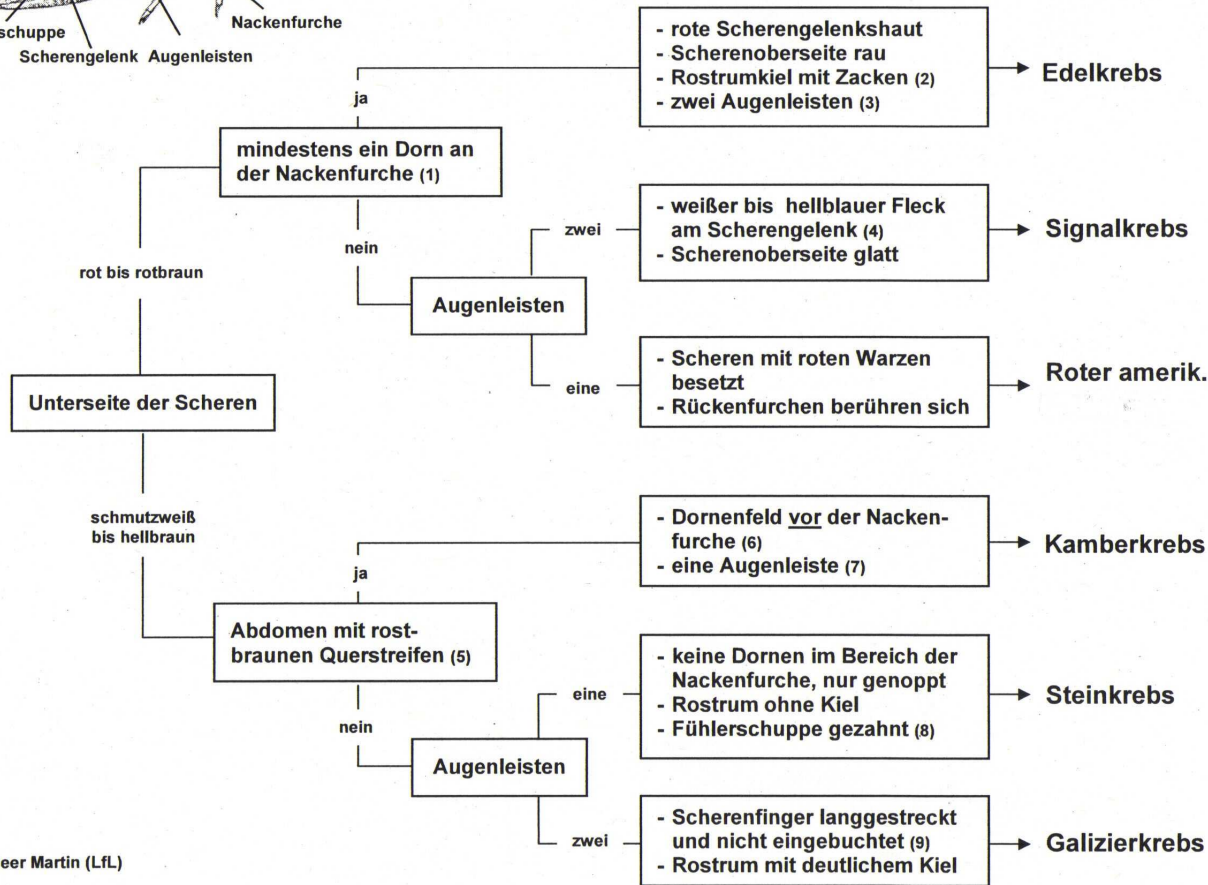 schuppe
Nackenfurche
Scherengelenk Augenleisten
- rote Scherengelenkshaut
- Scherenoberseite rau
- Rostrumkiel mit Zacken (2)
- zwei Augenleisten (3)
Edelkrebs
ja
mindestens ein Dorn an
der Nackenfurche (1)
nein
zwei
- weißer bis hellblauer Fleck
am Scherengelenk (4)
- Scherenoberseite glatt
Signalkrebs
rot bis rotbraun
Augenleisten
eine
- Scheren mit roten Warzen
besetzt
- Rückenfurchen berühren sich
Roter amerik.
Unterseite der Scheren
schmutzweiß
bis hellbraun
- Dornenfeld vor der Nacken-
furche (6)
- eine Augenleiste (7)
Kamberkrebs
ja
Abdomen mit rost-
braunen Querstreifen (5)
nein
eine
- keine Dornen im Bereich der
Nackenfurche, nur genoppt
- Rostrum ohne Kiel
- Fühlerschuppe gezahnt (8)
Steinkrebs
Augenleisten
zwei
- Scherenfinger langgestreckt
und nicht eingebuchtet (9)
- Rostrum mit deutlichem Kiel
Galizierkrebs
eer Martin (LfL)